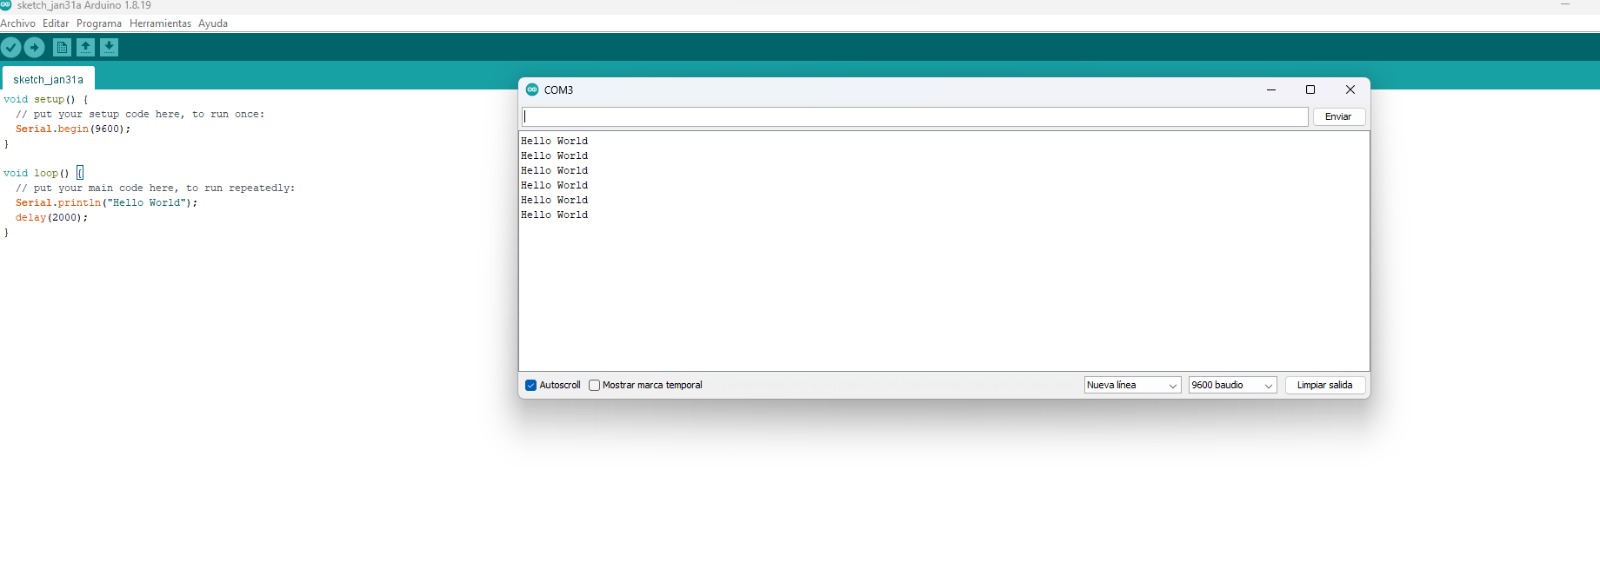 sketch_jan31a Arduino 1.8.19
Archivo Editar Programa Herramientas Ayuda
sketch_jan31a
void setup() {
  // put your setup code here, to run once:
  Serial.begin(9600);
}

void loop() {
  // put your main code here, to run repeatedly:
  Serial.println("Hello World");
  delay(2000);
}
COM3
Enviar
Hello World
Hello World
Hello World
Hello World
Hello World
Hello World
Autoscroll Mostrar marca temporal Nueva línea 9600 baudio Limpiar salida